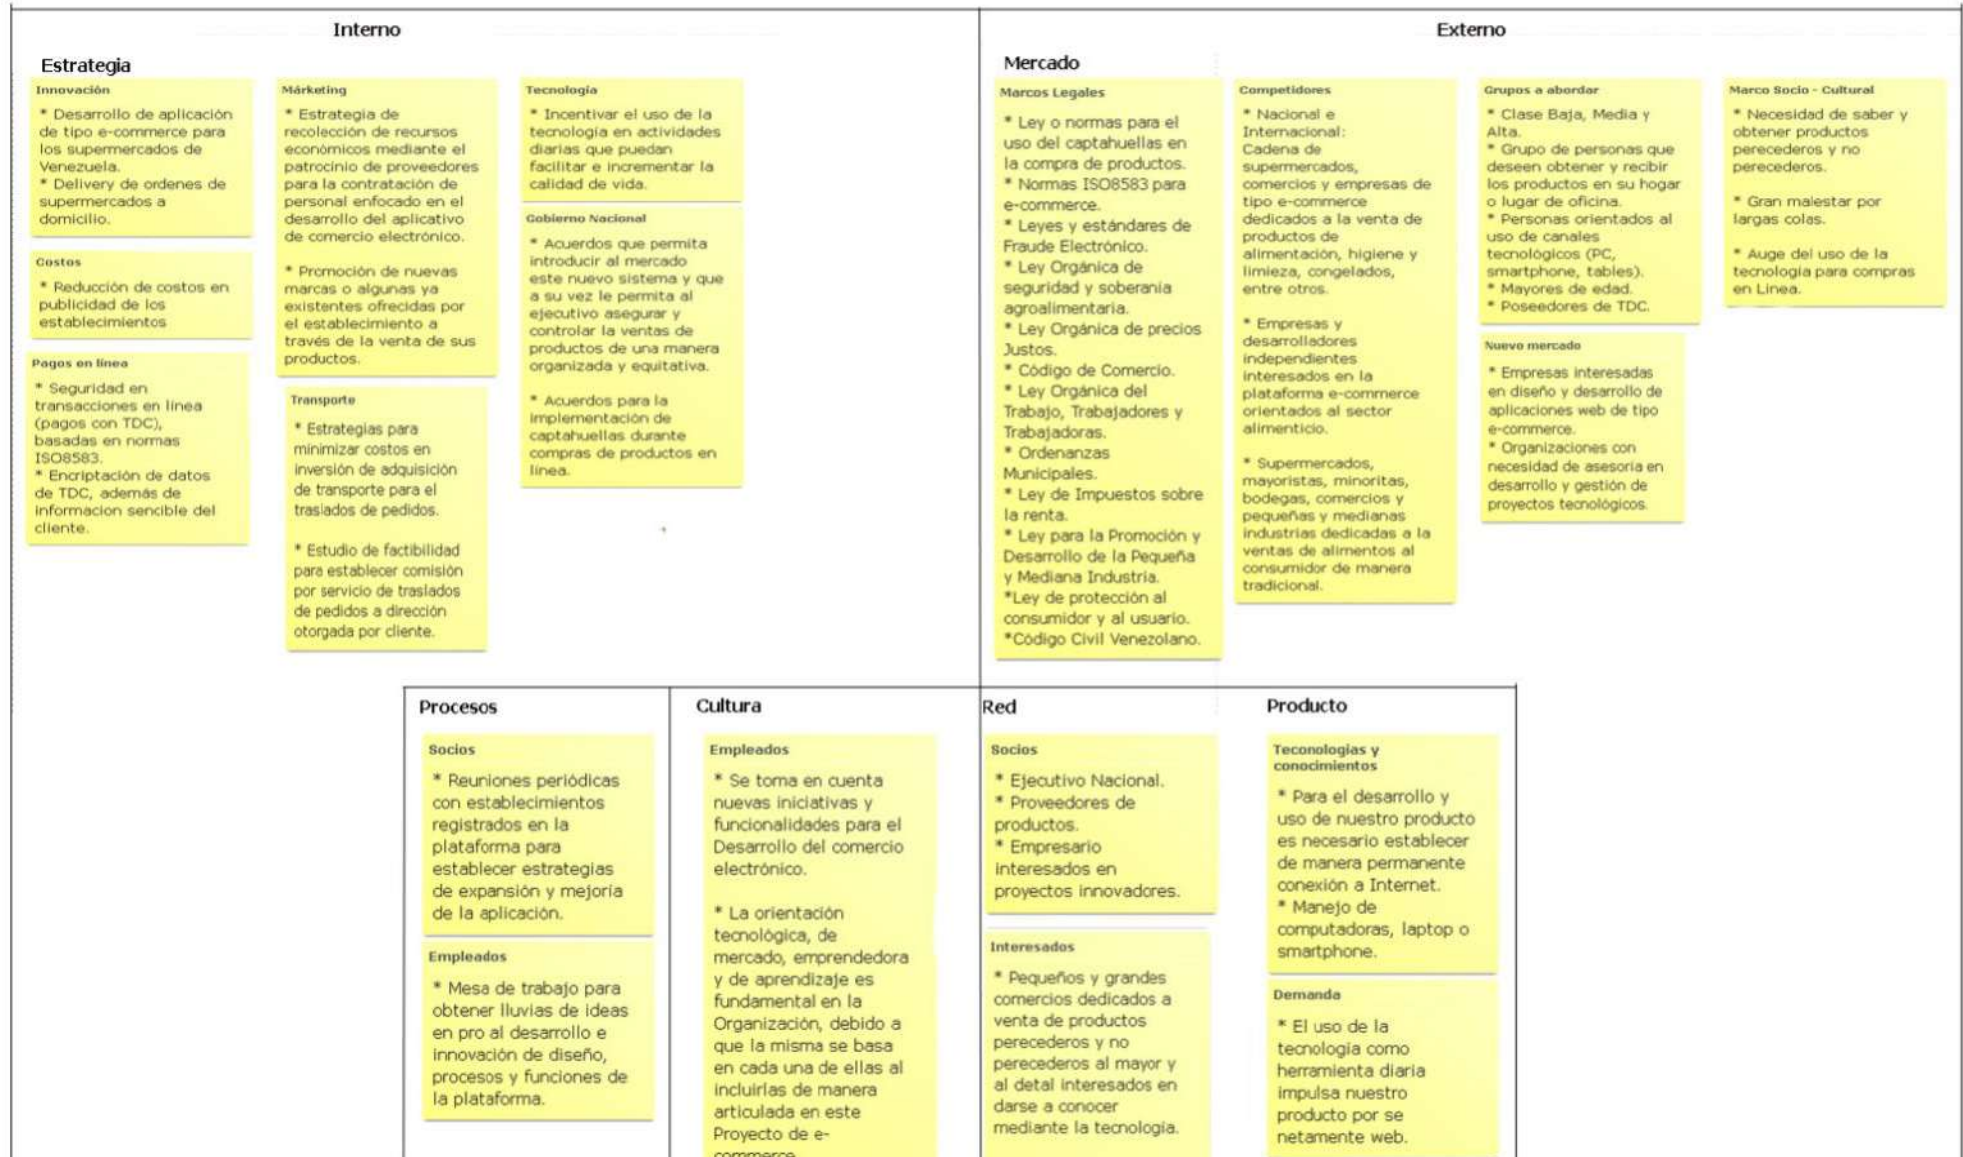 Interno
Estrategia
Innovación
* Desarrollo de aplicación
de tipo e-commerce para
los supermercados de
Venezuela.
* Delivery de ordenes de
supermercados a
domicilio.
Costos
* Reducción de costos en
publicidad de los
establecimientos
Pagos en línea
* Seguridad en
transacciones en línea
(pagos con TDC),
basadas en normas
ISO8583.
* Encriptación de datos
de TDC, además de
informacion sencible del
cliente.
Márketing
* Estrategia de
recolección de recursos
económicos mediante el
patrocinio de proveedores
para la contratación de
personal enfocado en el
desarrollo del aplicativo
de comercio electrónico.
* Promoción de nuevas
marcas o algunas ya
existentes ofrecidas por
el establecimiento a
través de la venta de sus
productos.
Transporte
* Estrategias para
minimizar costos en
inversión de adquisición
de transporte para el
traslados de pedidos.
* Estudio de factibilidad
para establecer comisión
por servicio de traslados
de pedidos a dirección
otorgada por cliente.
Tecnología
* Incentivar el uso de la
tecnología en actividades
diarias que puedan
facilitar e incrementar la
calidad de vida.
Gobierno Nacional
* Acuerdos que permita
introducir al mercado
este nuevo sistema y que
a su vez le permita al
ejecutivo asegurar y
controlar la ventas de
productos de una manera
organizada y equitativa.
* Acuerdos para la
implementación de
captahuellas durante
compras de productos en
línea.
Externo
Mercado
Marcos Legales
* Ley o normas para el
uso del captahuellas en
la compra de productos.
* Normas ISO8583 para
e-commerce.
* Leyes y estándares de
Fraude Electrónico.
* Ley Orgánica de
seguridad y soberanía
agroalimentaria.
* Ley Orgánica de precios
Justos.
* Código de Comercio.
* Ley Orgánica del
Trabajo, Trabajadores y
Trabajadoras.
* Ordenanzas
Municipales.
* Ley de Impuestos sobre
la renta.
* Ley para la Promoción y
Desarrollo de la Pequeña
y Mediana Industria.
*Ley de protección al
consumidor y al usuario.
*Código Civil Venezolano.
Competidores
* Nacional e
Internacional:
Cadena de
supermercados,
comercios y empresas de
tipo e-commerce
dedicados a la venta de
productos de
alimentación, higiene y
limieza, congelados,
entre otros.
* Empresas y
desarrolladores
independientes
interesados en la
plataforma e-commerce
orientados al sector
alimenticio.
* Supermercados,
mayoristas, minoritas,
bodegas, comercios y
pequeñas y medianas
industrias dedicadas a la
ventas de alimentos al
consumidor de manera
tradicional.
Grupos a abordar
* Clase Baja, Media y
Alta.
* Grupo de personas que
deseen obtener y recibir
los productos en su hogar
o lugar de oficina.
* Personas orientados al
uso de canales
tecnológicos (PC,
smartphone, tables).
* Mayores de edad.
* Poseedores de TDC.
Nuevo mercado
* Empresas interesadas
en diseño y desarrollo de
aplicaciones web de tipo
e-commerce.
* Organizaciones con
necesidad de asesoría en
desarrollo y gestión de
proyectos tecnológicos.
Marco Socio - Cultural
* Necesidad de saber y
obtener productos
perecederos y no
perecederos.
* Gran malestar por
largas colas.
* Auge del uso de la
tecnología para compras
en Linea.
Procesos
Socios
* Reuniones periódicas
con establecimientos
registrados en la
plataforma para
establecer estrategias
de expansión y mejoría
de la aplicación.
Empleados
* Mesa de trabajo para
obtener lluvias de ideas
en pro al desarrollo e
innovación de diseño,
procesos y funciones de
la plataforma.
Cultura
Empleados
* Se toma en cuenta
nuevas iniciativas y
funcionalidades para el
Desarrollo del comercio
electrónico.
* La orientación
tecnológica, de
mercado, emprendedora
y de aprendizaje es
fundamental en la
Organización, debido a
que la misma se basa
en cada una de ellas al
incluirlas de manera
articulada en este
Proyecto de e-
commerce
Red
Socios
* Ejecutivo Nacional.
* Proveedores de
productos.
* Empresario
interesados en
proyectos innovadores.
Interesados
* Pequeños y grandes
comercios dedicados a
venta de productos
perecederos y no
perecederos al mayor y
al detal interesados en
darse a conocer
mediante la tecnología.
Producto
Teconologias y
conocimientos
* Para el desarrollo y
uso de nuestro producto
es necesario establecer
de manera permanente
conexión a Internet.
* Manejo de
computadoras, laptop o
smartphone.
Demanda
* El uso de la
tecnología como
herramienta diaria
impulsa nuestro
producto por se
netamente web.